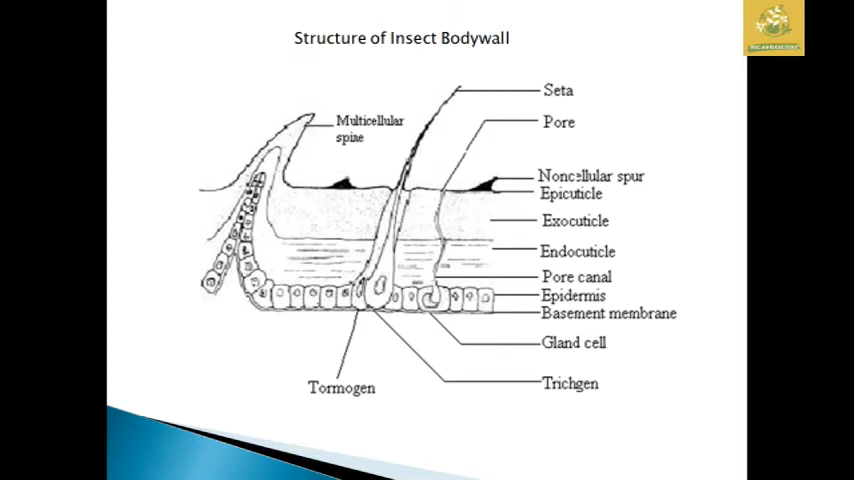 Structure of Insect Bodywall
Seta
Multicellular
spine
Pore
Noncellular spur
Epicuticle
Exocuticle
Endocuticle
Pore canal
Epidermis
Basement membrane
Gland cell
Trichgen
Tormogen